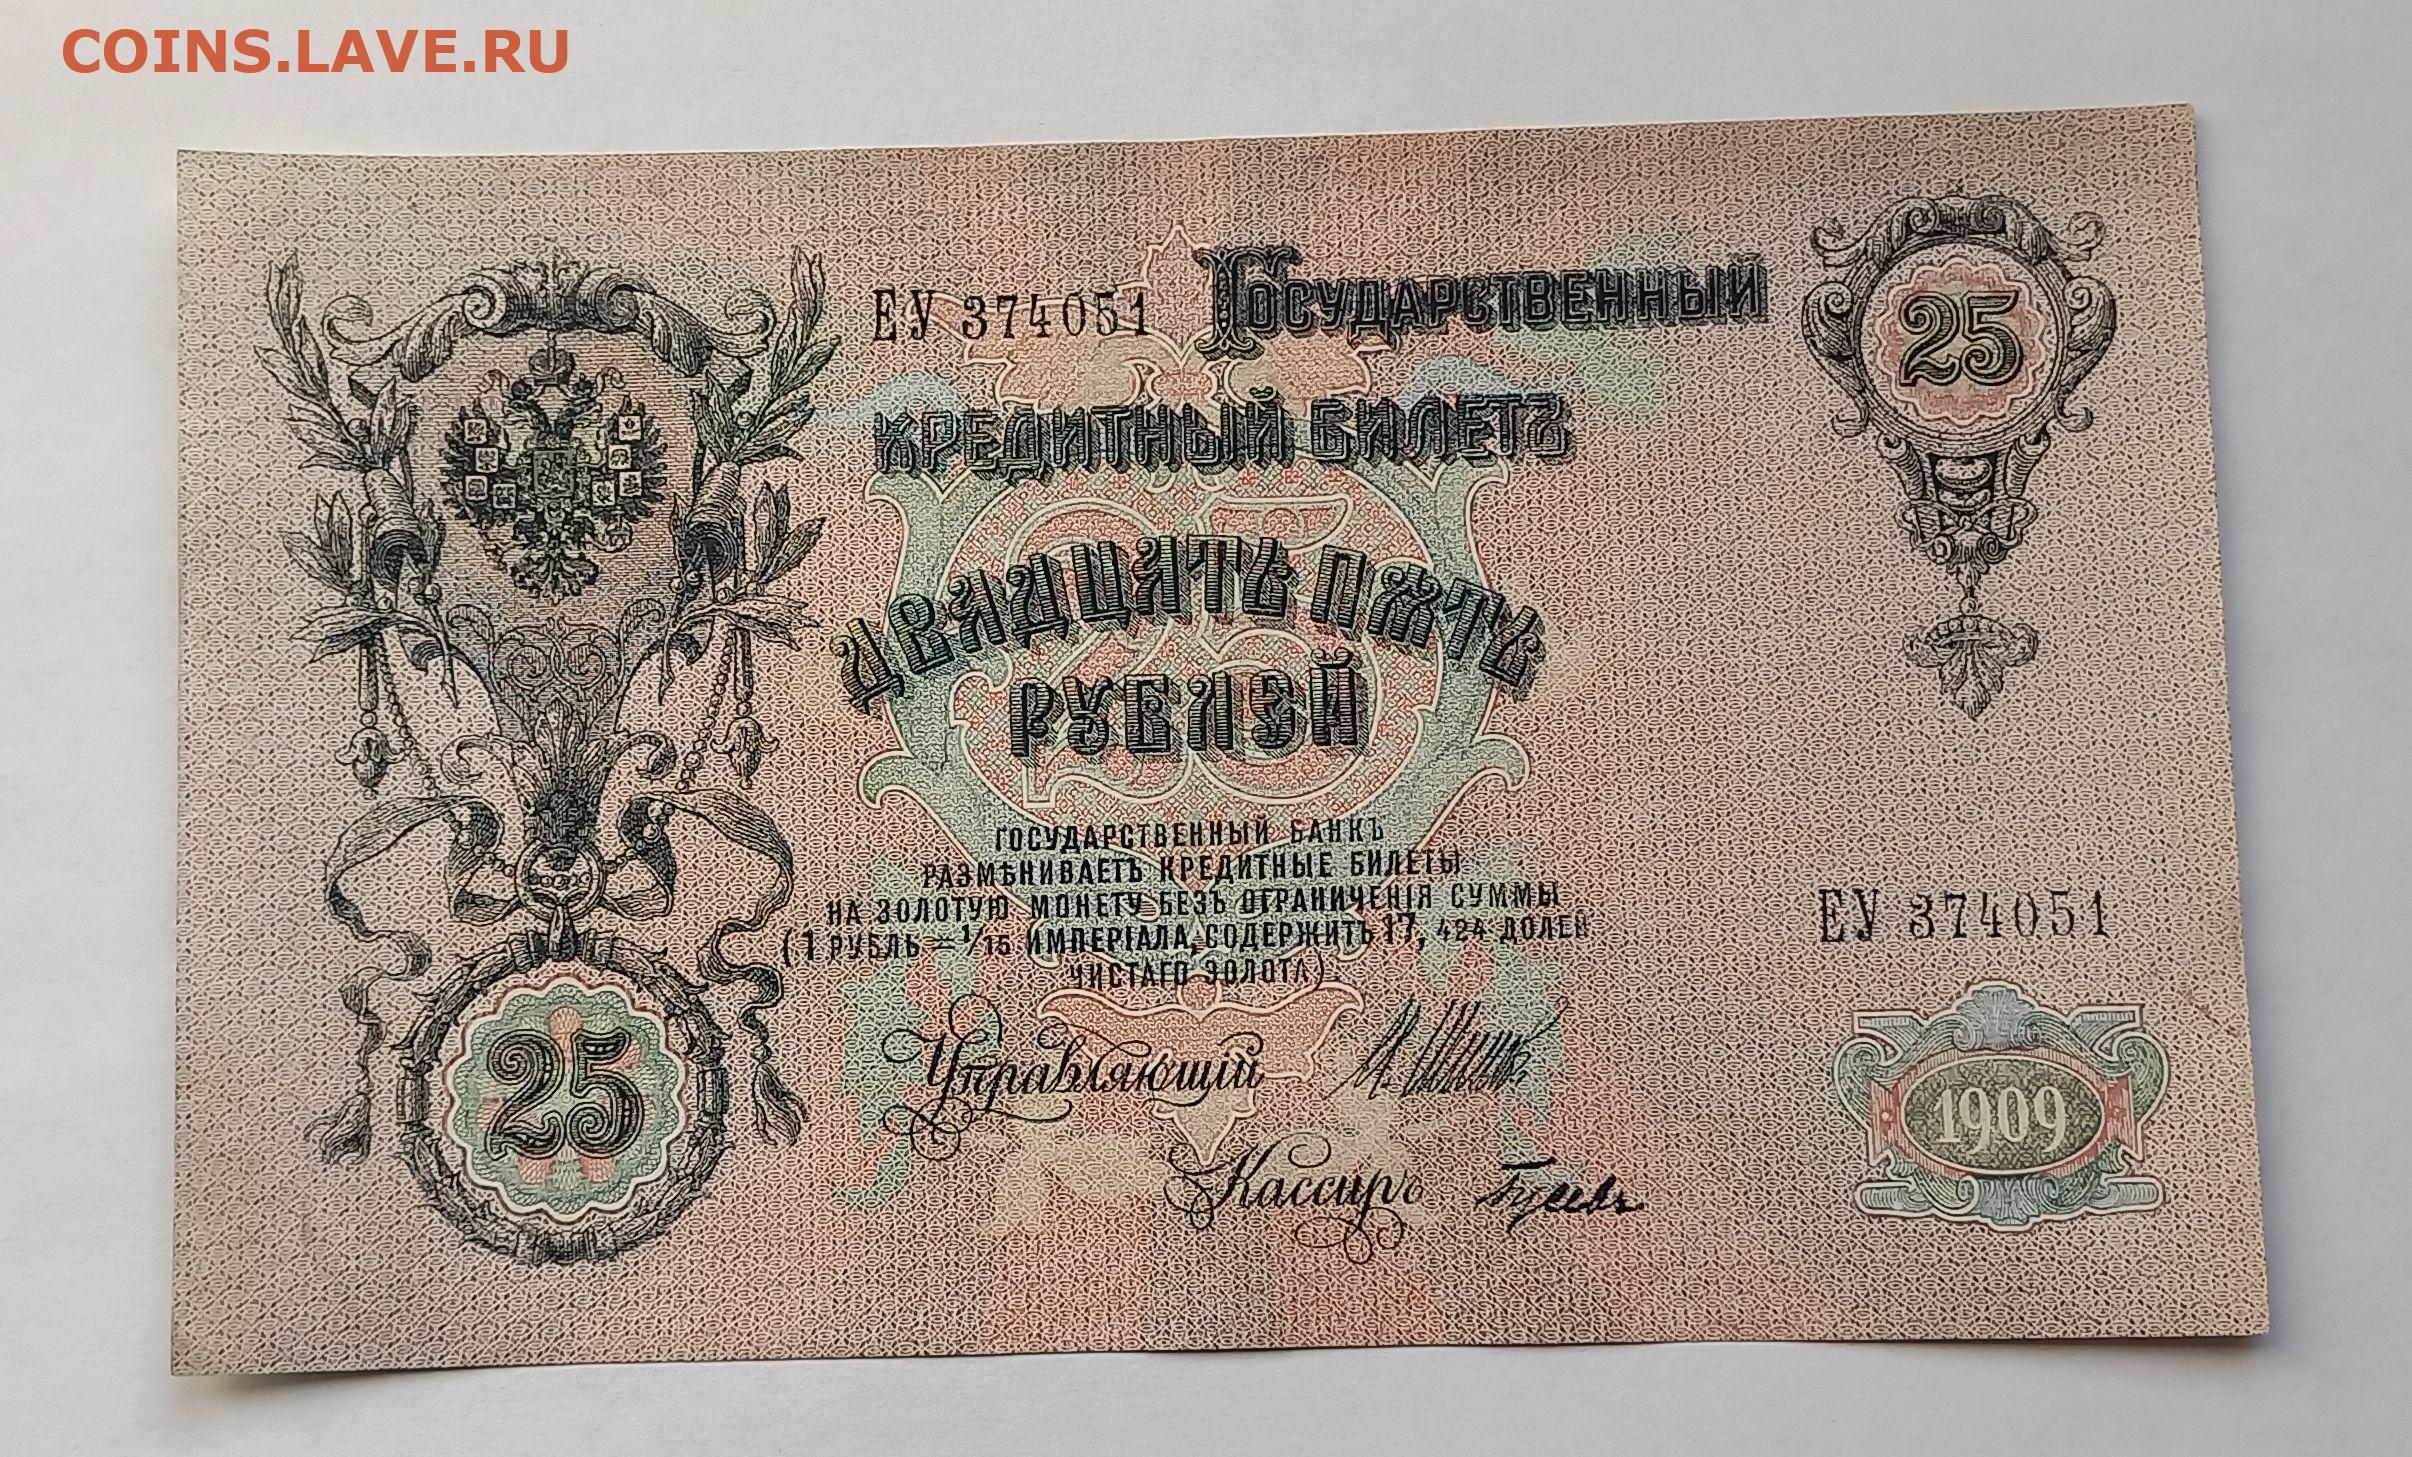 COINS.LAVE.RU
ЕУ 374051 ГОСУДАРСТВЕННЫЙ
25
КРЕДИТНЫЙ БИЛЕТЪ
25
ДВАДЦАТЬ ПЯТЬ
РУБЛЕЙ
ГОСУДАРСТВЕННЫЙ БАНКЪ
РАЗМѢНИВАЕТЪ КРЕДИТНЫЕ БИЛЕТЫ
НА ЗОЛОТУЮ МОНЕТУ БЕЗЪ ОГРАНИЧЕНІЯ СУММЫ
(1 РУБЛЬ = 1/15 ИМПЕРІАЛА, СОДЕРЖИТЪ 17, 424 ДОЛЕЙ
ЧИСТАГО ЗОЛОТА).
ЕУ 374051
25
Управляющій
Кассиръ Гусевъ
1909